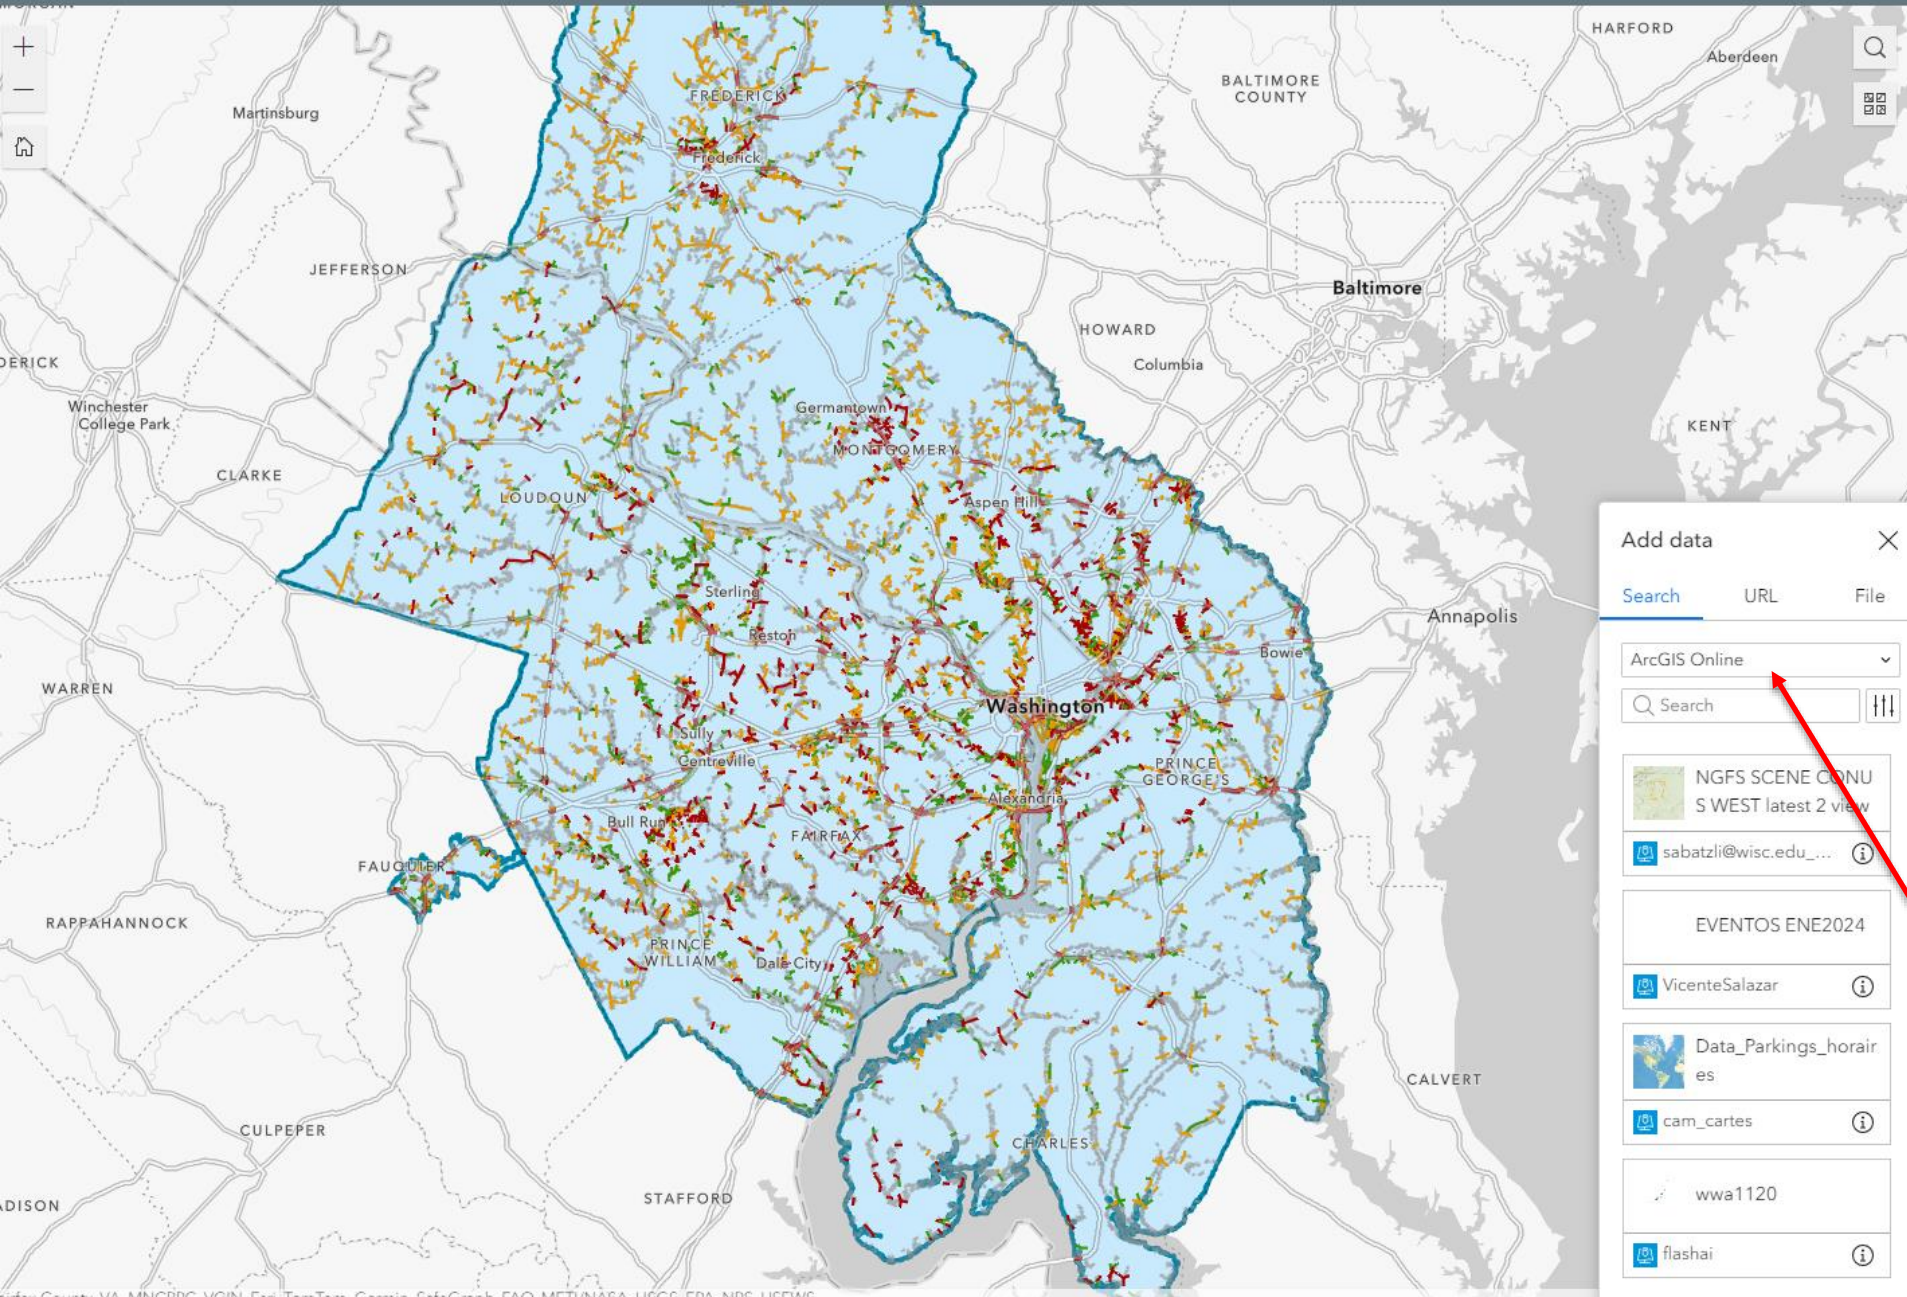 HARFORD
Aberdeen
BALTIMORE
COUNTY
FREDERICK
Martinsburg
Frederick
JEFFERSON
Baltimore
HOWARD
Columbia
DERICK
Winchester
College Park
Germantown
MONTGOMERY
KENT
CLARKE
LOUDOUN
Aspen Hill
Sterling
Reston
Annapolis
Bowie
WARREN
Washington
Sully
Centreville
PRINCE
GEORGE'S
Alexandria
Bull Run
FAIRFAX
FAUQUIER
RAPPAHANNOCK
PRINCE
WILLIAM
Dale City
CALVERT
CULPEPER
CHARLES
STAFFORD
ADISON
Add data
Search URL File
ArcGIS Online
Search
NGFS SCENE CONU
S WEST latest 2 view
sabatzli@wisc.edu_...
EVENTOS ENE2024
VicenteSalazar
Data_Parkings_horair
es
cam_cartes
wwa1120
flashai